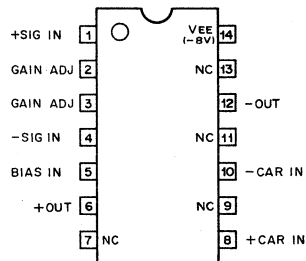 +SIG IN 1 VEE 14
(-8V)
GAIN ADJ 2 NC 13
GAIN ADJ 3 12 -OUT
-SIG IN 4 NC 11
BIAS IN 5 10 -CAR IN
+OUT 6 NC 9
7 NC 8 +CAR IN